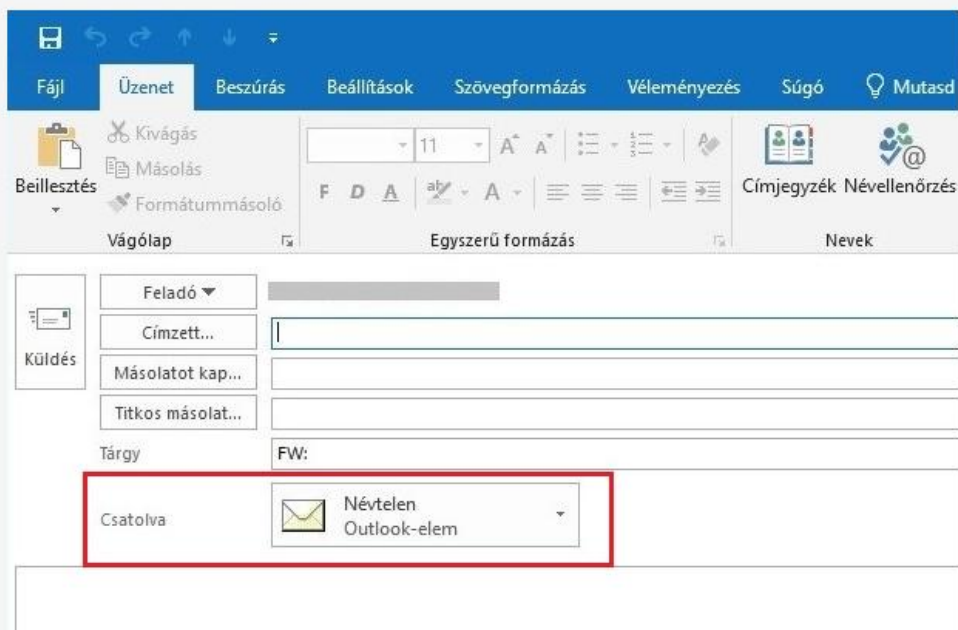 Fájl Üzenet Beszúrás Beállítások Szövegformázás Véleményezés Súgó Mutasd
Beillesztés
Kivágás
Másolás
Formátummásoló
Vágólap
11
F D A
Egyszerű formázás
Címjegyzék Névellenőrzés
Nevek
Küldés
Feladó
Címzett...
Másolatot kap...
Titkos másolat...
Tárgy FW:
Csatolva
Névtelen
Outlook-elem